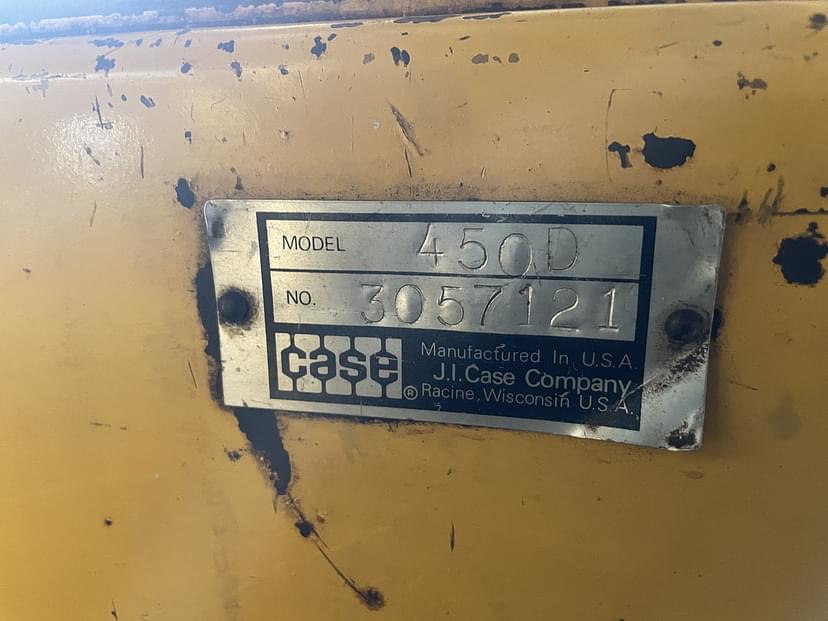 MODEL 450D
NO. 3057121
case ® Manufactured In U.S.A.
J.I. Case Company
Racine, Wisconsin U.S.A.